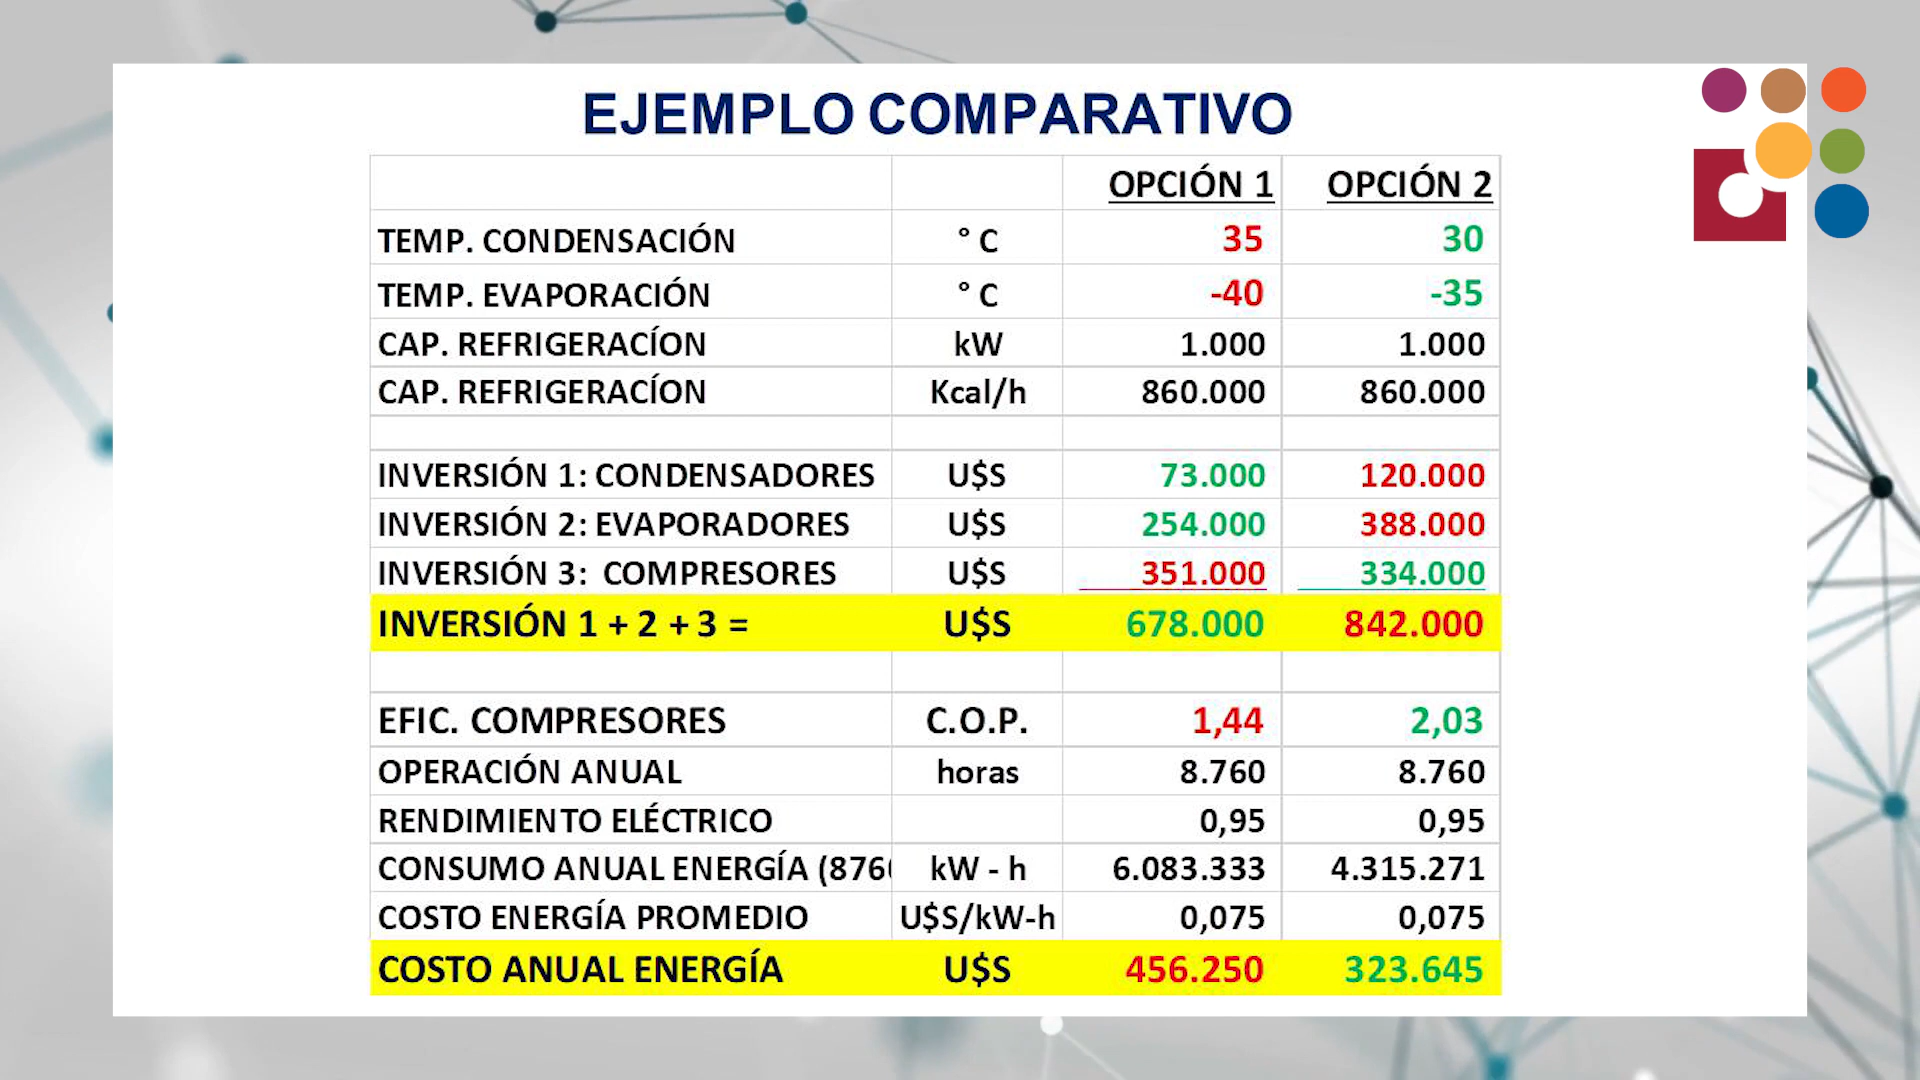 EJEMPLO COMPARATIVO
OPCIÓN 1 OPCIÓN 2
TEMP. CONDENSACIÓN ° C 35 30
TEMP. EVAPORACIÓN ° C -40 -35
CAP. REFRIGERACÍON kW 1.000 1.000
CAP. REFRIGERACÍON Kcal/h 860.000 860.000
INVERSIÓN 1: CONDENSADORES U$S 73.000 120.000
INVERSIÓN 2: EVAPORADORES U$S 254.000 388.000
INVERSIÓN 3: COMPRESORES U$S 351.000 334.000
INVERSIÓN 1 + 2 + 3 = U$S 678.000 842.000
EFIC. COMPRESORES C.O.P. 1,44 2,03
OPERACIÓN ANUAL horas 8.760 8.760
RENDIMIENTO ELÉCTRICO 0,95 0,95
CONSUMO ANUAL ENERGÍA (8760 kW - h 6.083.333 4.315.271
COSTO ENERGÍA PROMEDIO U$S/kW-h 0,075 0,075
COSTO ANUAL ENERGÍA U$S 456.250 323.645